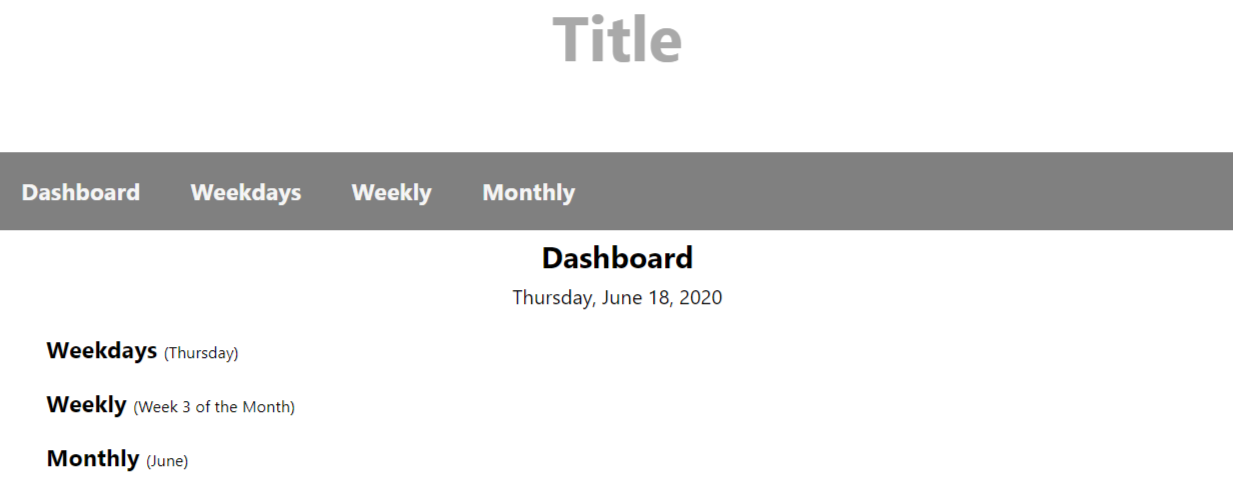 Title
Dashboard Weekdays Weekly Monthly
Dashboard
Thursday, June 18, 2020
Weekdays (Thursday)
Weekly (Week 3 of the Month)
Monthly (June)